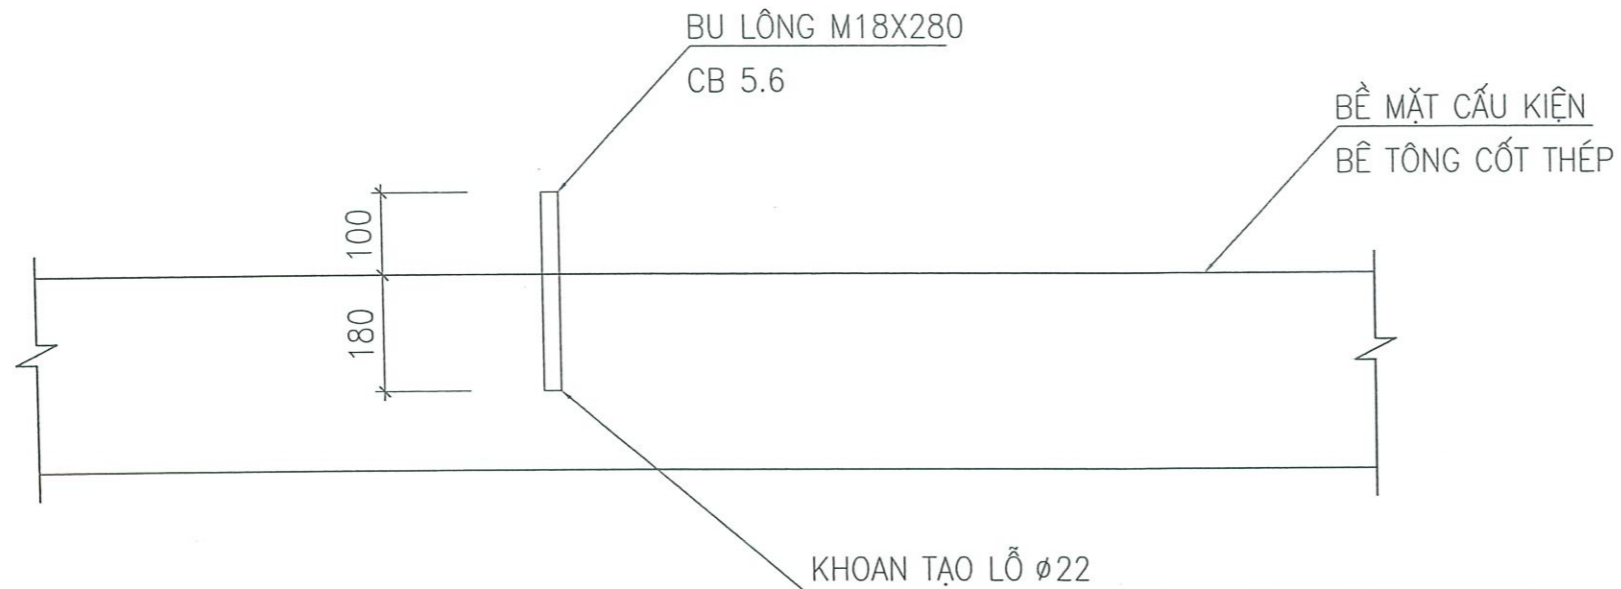 BU LÔNG M18X280
CB 5.6
BỀ MẶT CẤU KIỆN
BÊ TÔNG CỐT THÉP
100
180
KHOAN TẠO LỖ ø22